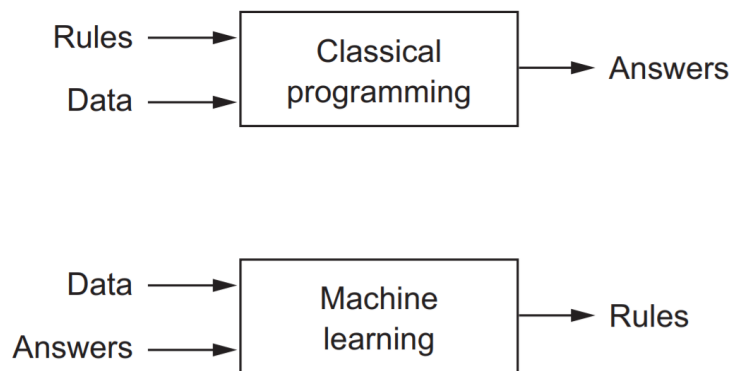 Rules
Data
Classical
programming
Answers
Data
Answers
Machine
learning
Rules